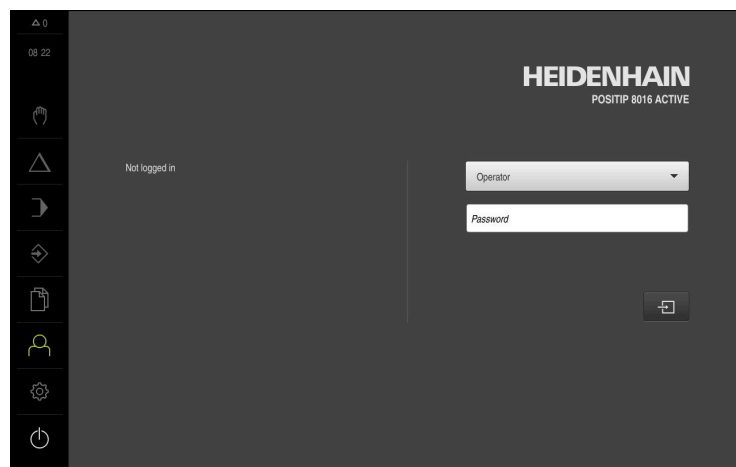 0
08 22
HEIDENHAIN
POSITIP 8016 ACTIVE
Not logged in
Operator
Password